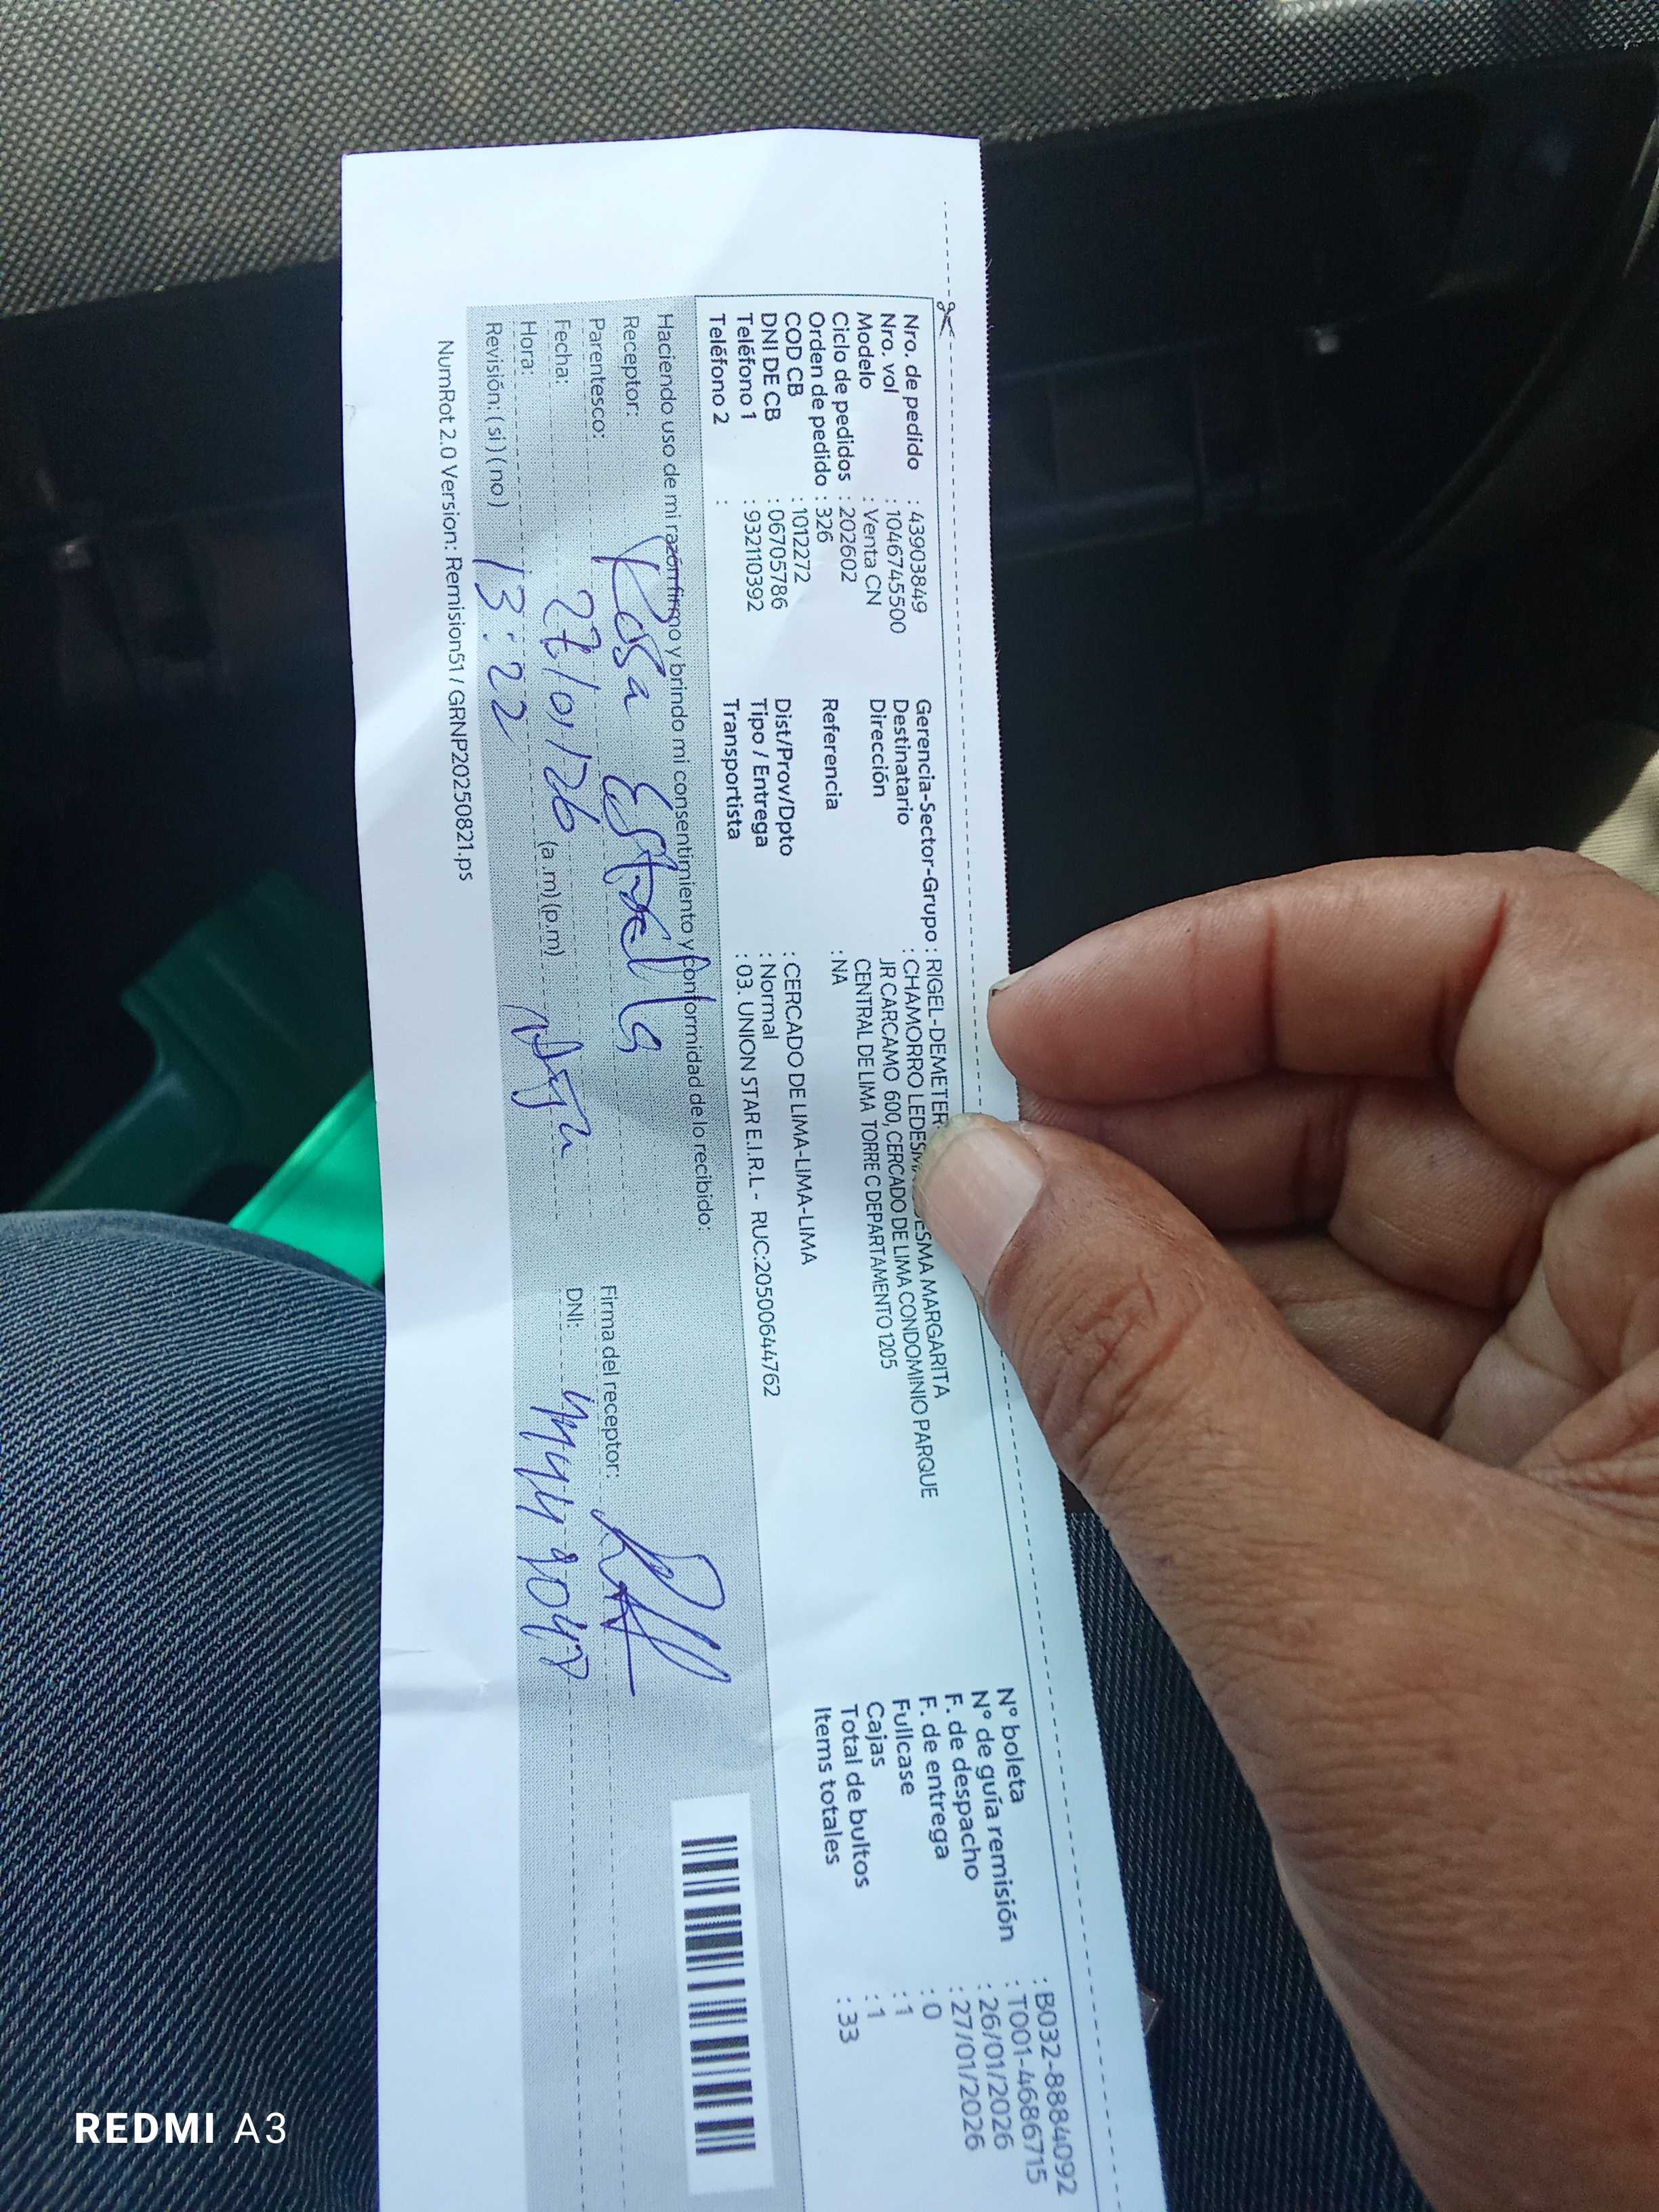 Nro. de pedido : 43903849
Nro. vol : 1046745500
Modelo : Venta CN
Ciclo de pedidos : 202602
Orden de pedido : 326
COD CB : 1012272
DNI DE CB : 06705786
Teléfono 1 : 932110392
Teléfono 2 :
Gerencia-Sector-Grupo : RIGEL-DEMETER
Destinatario : CHAMORRO MARGARITA
Dirección JR CARCAMO 600, CERCADO DE LIMA CONDOMINIO PARQUE
CENTRAL DE LIMA TORRE C DEPARTAMENTO 1205
Referencia : NA
Dist/Prov/Dpto : CERCADO DE LIMA-LIMA-LIMA
Tipo / Entrega : Normal
Transportista : 03. UNION STAR E.I.R.L - RUC:20500644762
N° boleta : B032-8884092
N° de guía remisión : T001-4686715
F. de despacho : 26/01/2026
F. de entrega : 27/01/2026
Fullcase : 0
Cajas : 1
Total de bultos : 1
Items totales : 33
Haciendo uso de mi razón firmo y brindo mi consentimiento y conformidad de lo recibido:
Receptor: Rosa Estrella
Parentesco:
Fecha: 27/01/26
Hora: 13:22 (a.m) (p.m)
Revisión: ( si ) ( no )
Firma del receptor:
DNI:
NumRot 2.0 Version: Remision51 / GRNP20250821.ps
REDMI A3